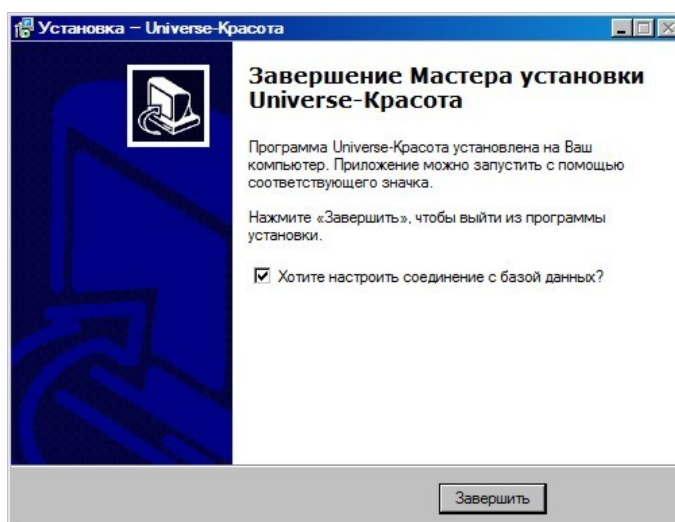 Установка – Universe-Красота
Завершение Мастера установки
Universe-Красота
Программа Universe-Красота установлена на Ваш
компьютер. Приложение можно запустить с помощью
соответствующего значка.
Нажмите «Завершить», чтобы выйти из программы
установки.
Хотите настроить соединение с базой данных?
Завершить